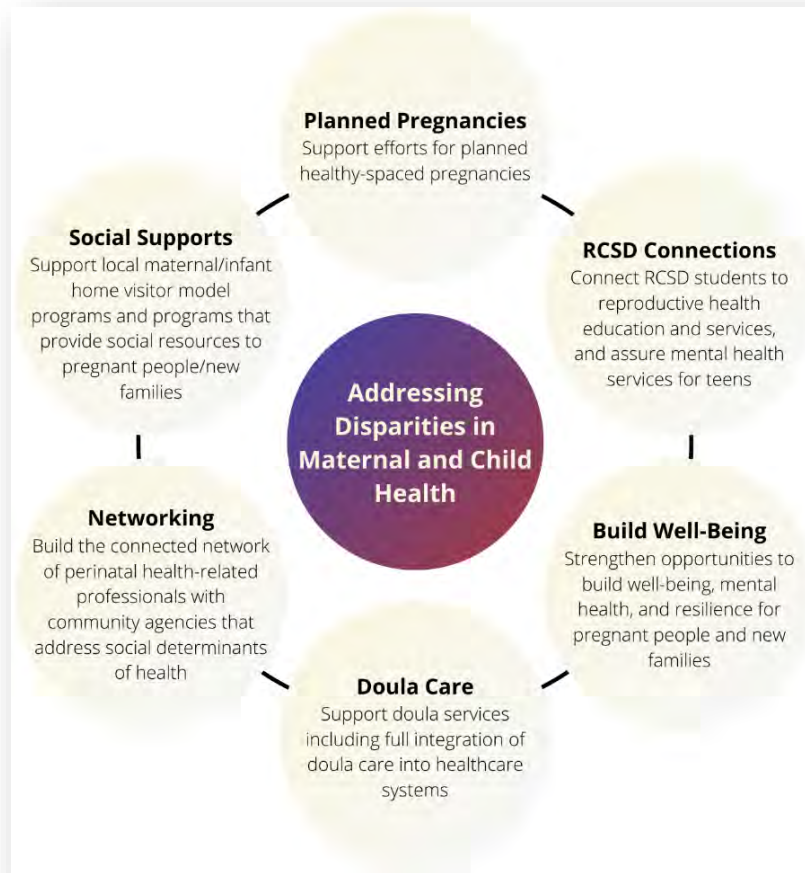 Planned Pregnancies
Support efforts for planned
healthy-spaced pregnancies
RCSD Connections
Connect RCSD students to
reproductive health
education and services,
and assure mental health
services for teens
Build Well-Being
Strengthen opportunities to
build well-being, mental
health, and resilience for
pregnant people and new
families
Doula Care
Support doula services
including full integration of
doula care into healthcare
systems
Networking
Build the connected network
of perinatal health-related
professionals with
community agencies that
address social determinants
of health
Social Supports
Support local maternal/infant
home visitor model
programs and programs that
provide social resources to
pregnant people/new
families
Addressing
Disparities in
Maternal and Child
Health